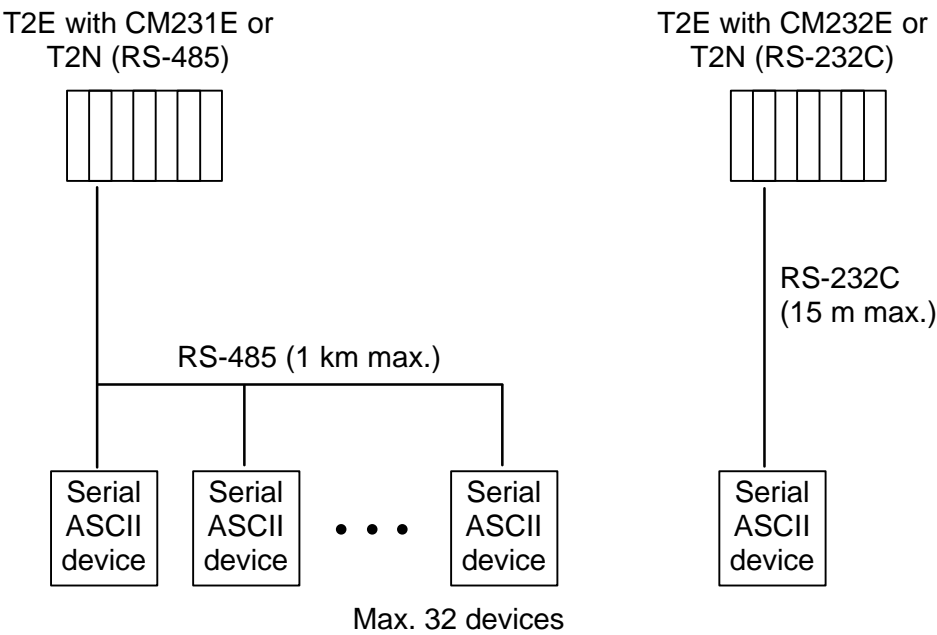 T2E with CM231E or
T2N (RS-485)
T2E with CM232E or
T2N (RS-232C)
RS-232C
(15 m max.)
RS-485 (1 km max.)
Serial
ASCII
device
Serial
ASCII
device
Serial
ASCII
device
Serial
ASCII
device
Max. 32 devices